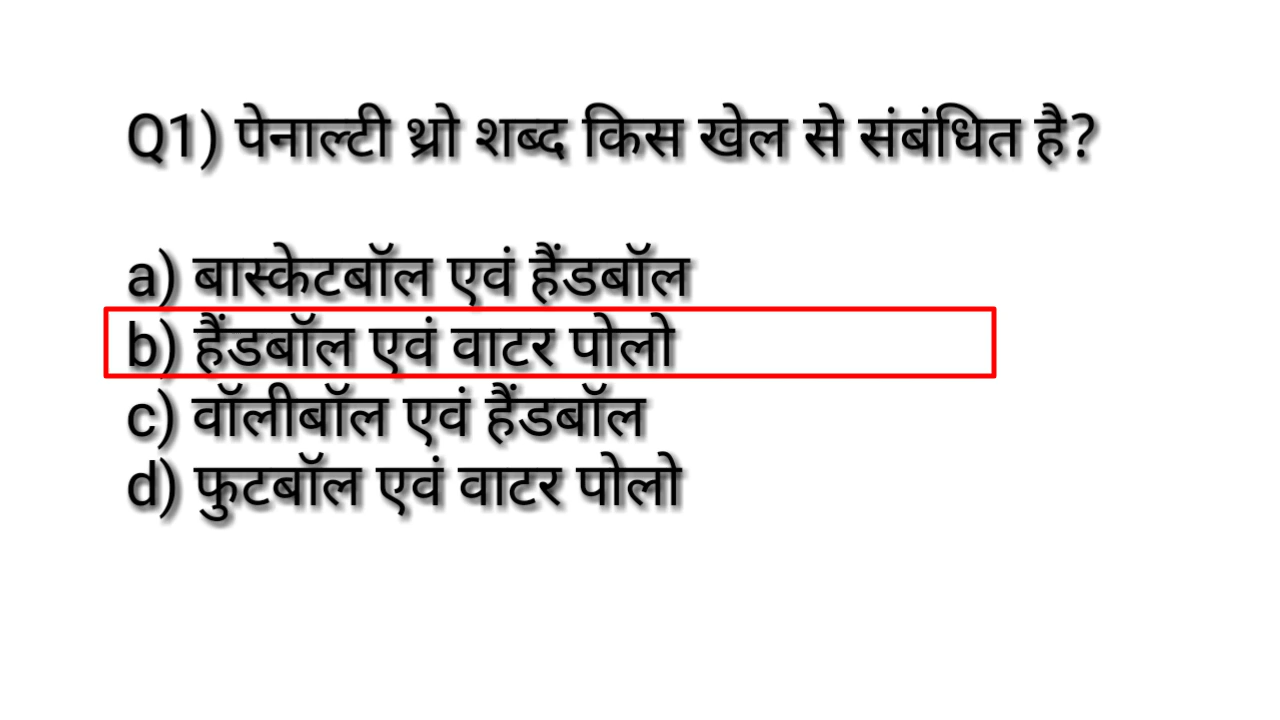 Q1) पेनाल्टी थ्रो शब्द किस खेल से संबंधित है?
a) बास्केटबॉल एवं हैंडबॉल
b) हैंडबॉल एवं वाटर पोलो
c) वॉलीबॉल एवं हैंडबॉल
d) फुटबॉल एवं वाटर पोलो